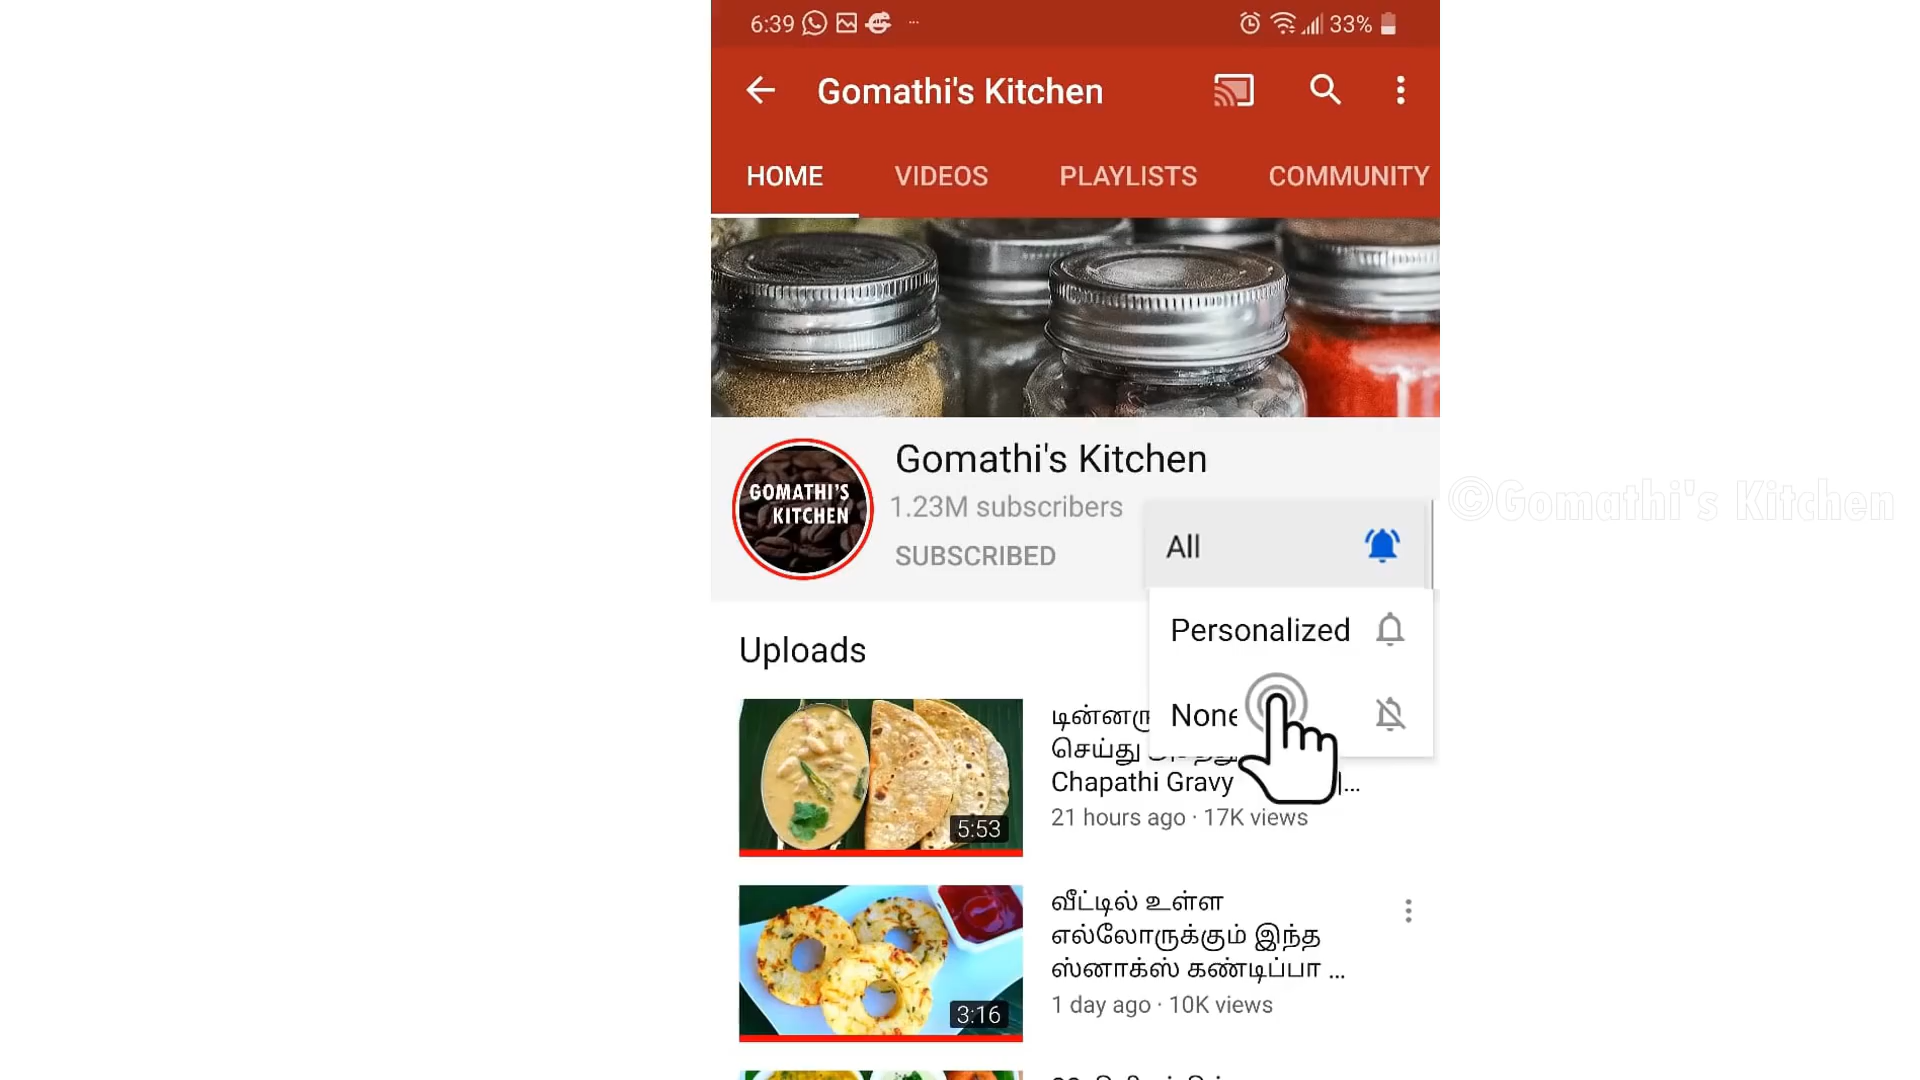 6:39
33%
Gomathi's Kitchen
HOME VIDEOS PLAYLISTS COMMUNITY
Gomathi's Kitchen
GOMATHI'S
KITCHEN
1.23M subscribers
SUBSCRIBED
All
©Gomathi's Kitchen
Personalized
None
Uploads
செய்து
Chapathi Gravy
21 hours ago · 17K views
5:53
வீட்டில் உள்ள
எல்லோருக்கும் இந்த
ஸ்னாக்ஸ் கண்டிப்பா ...
1 day ago · 10K views
3:16